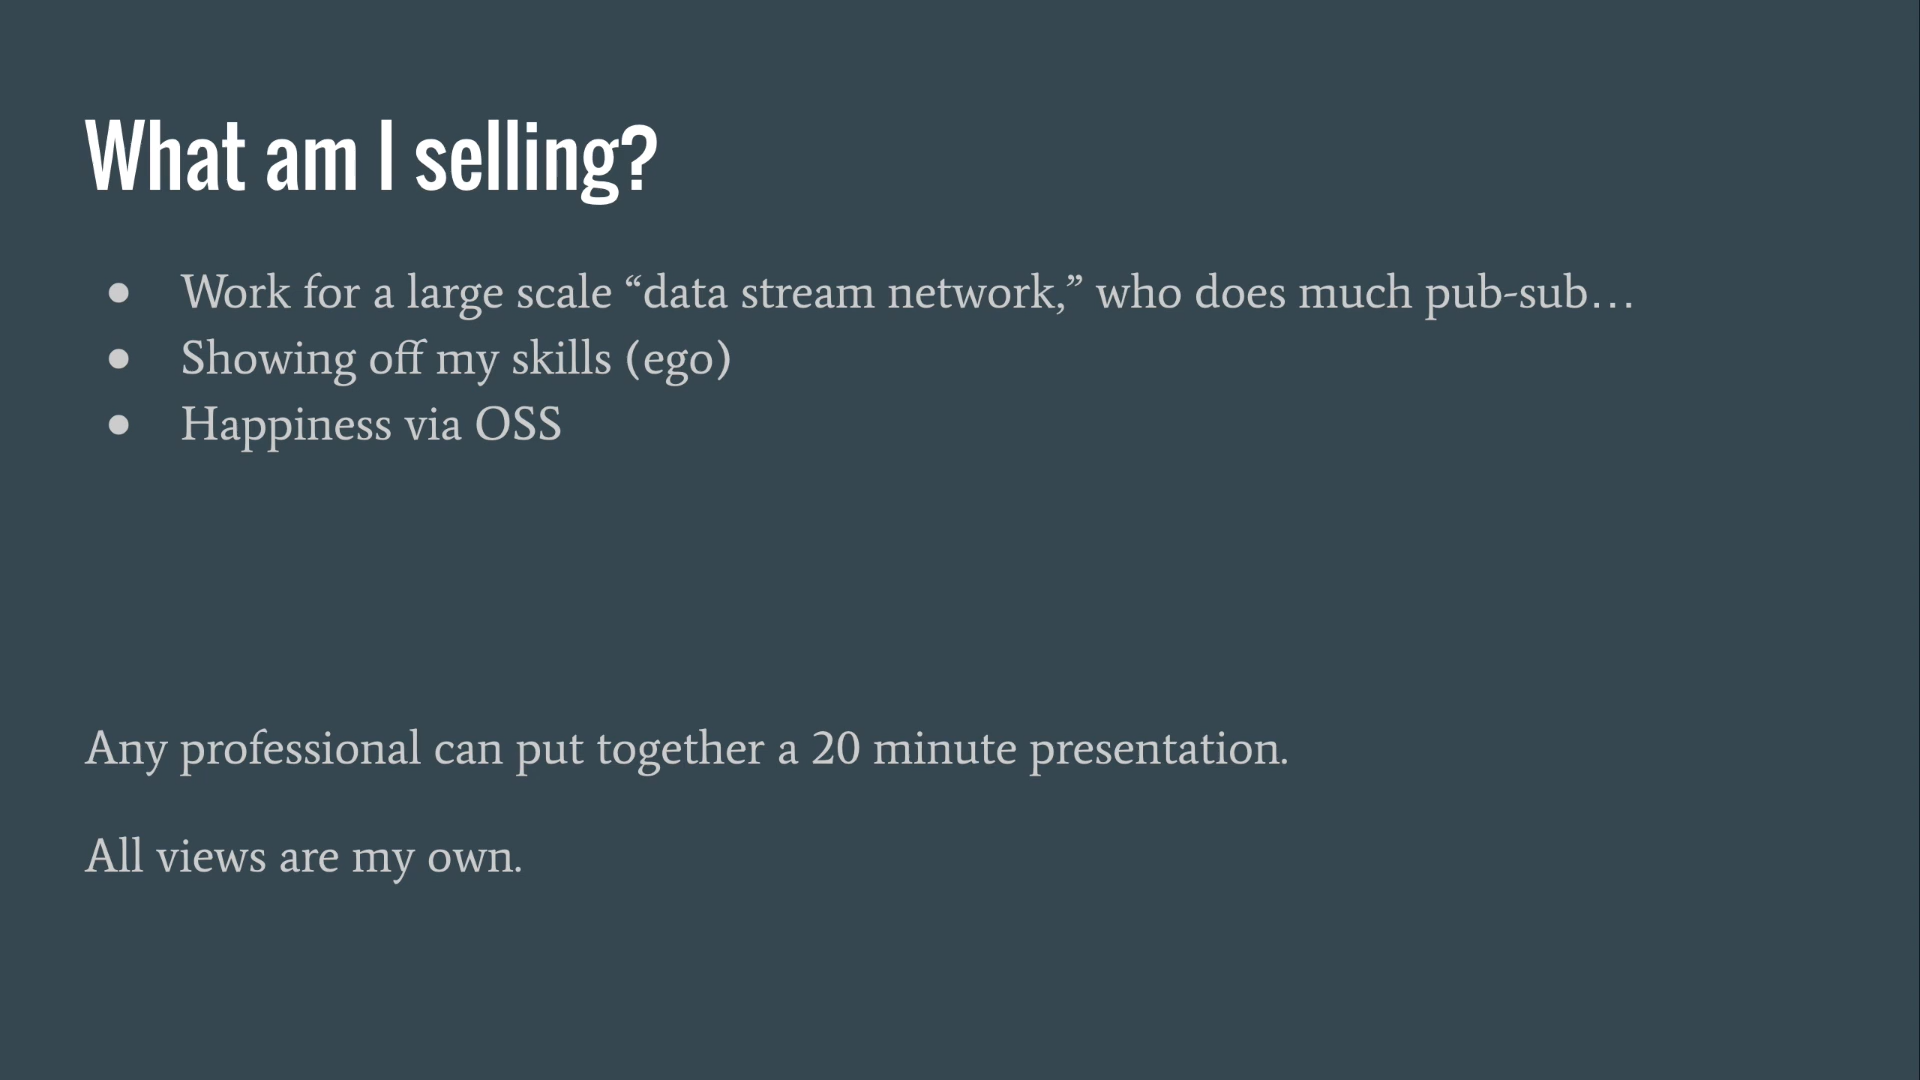 What am I selling?
● Work for a large scale “data stream network,” who does much pub-sub…
● Showing off my skills (ego)
● Happiness via OSS
Any professional can put together a 20 minute presentation.
All views are my own.